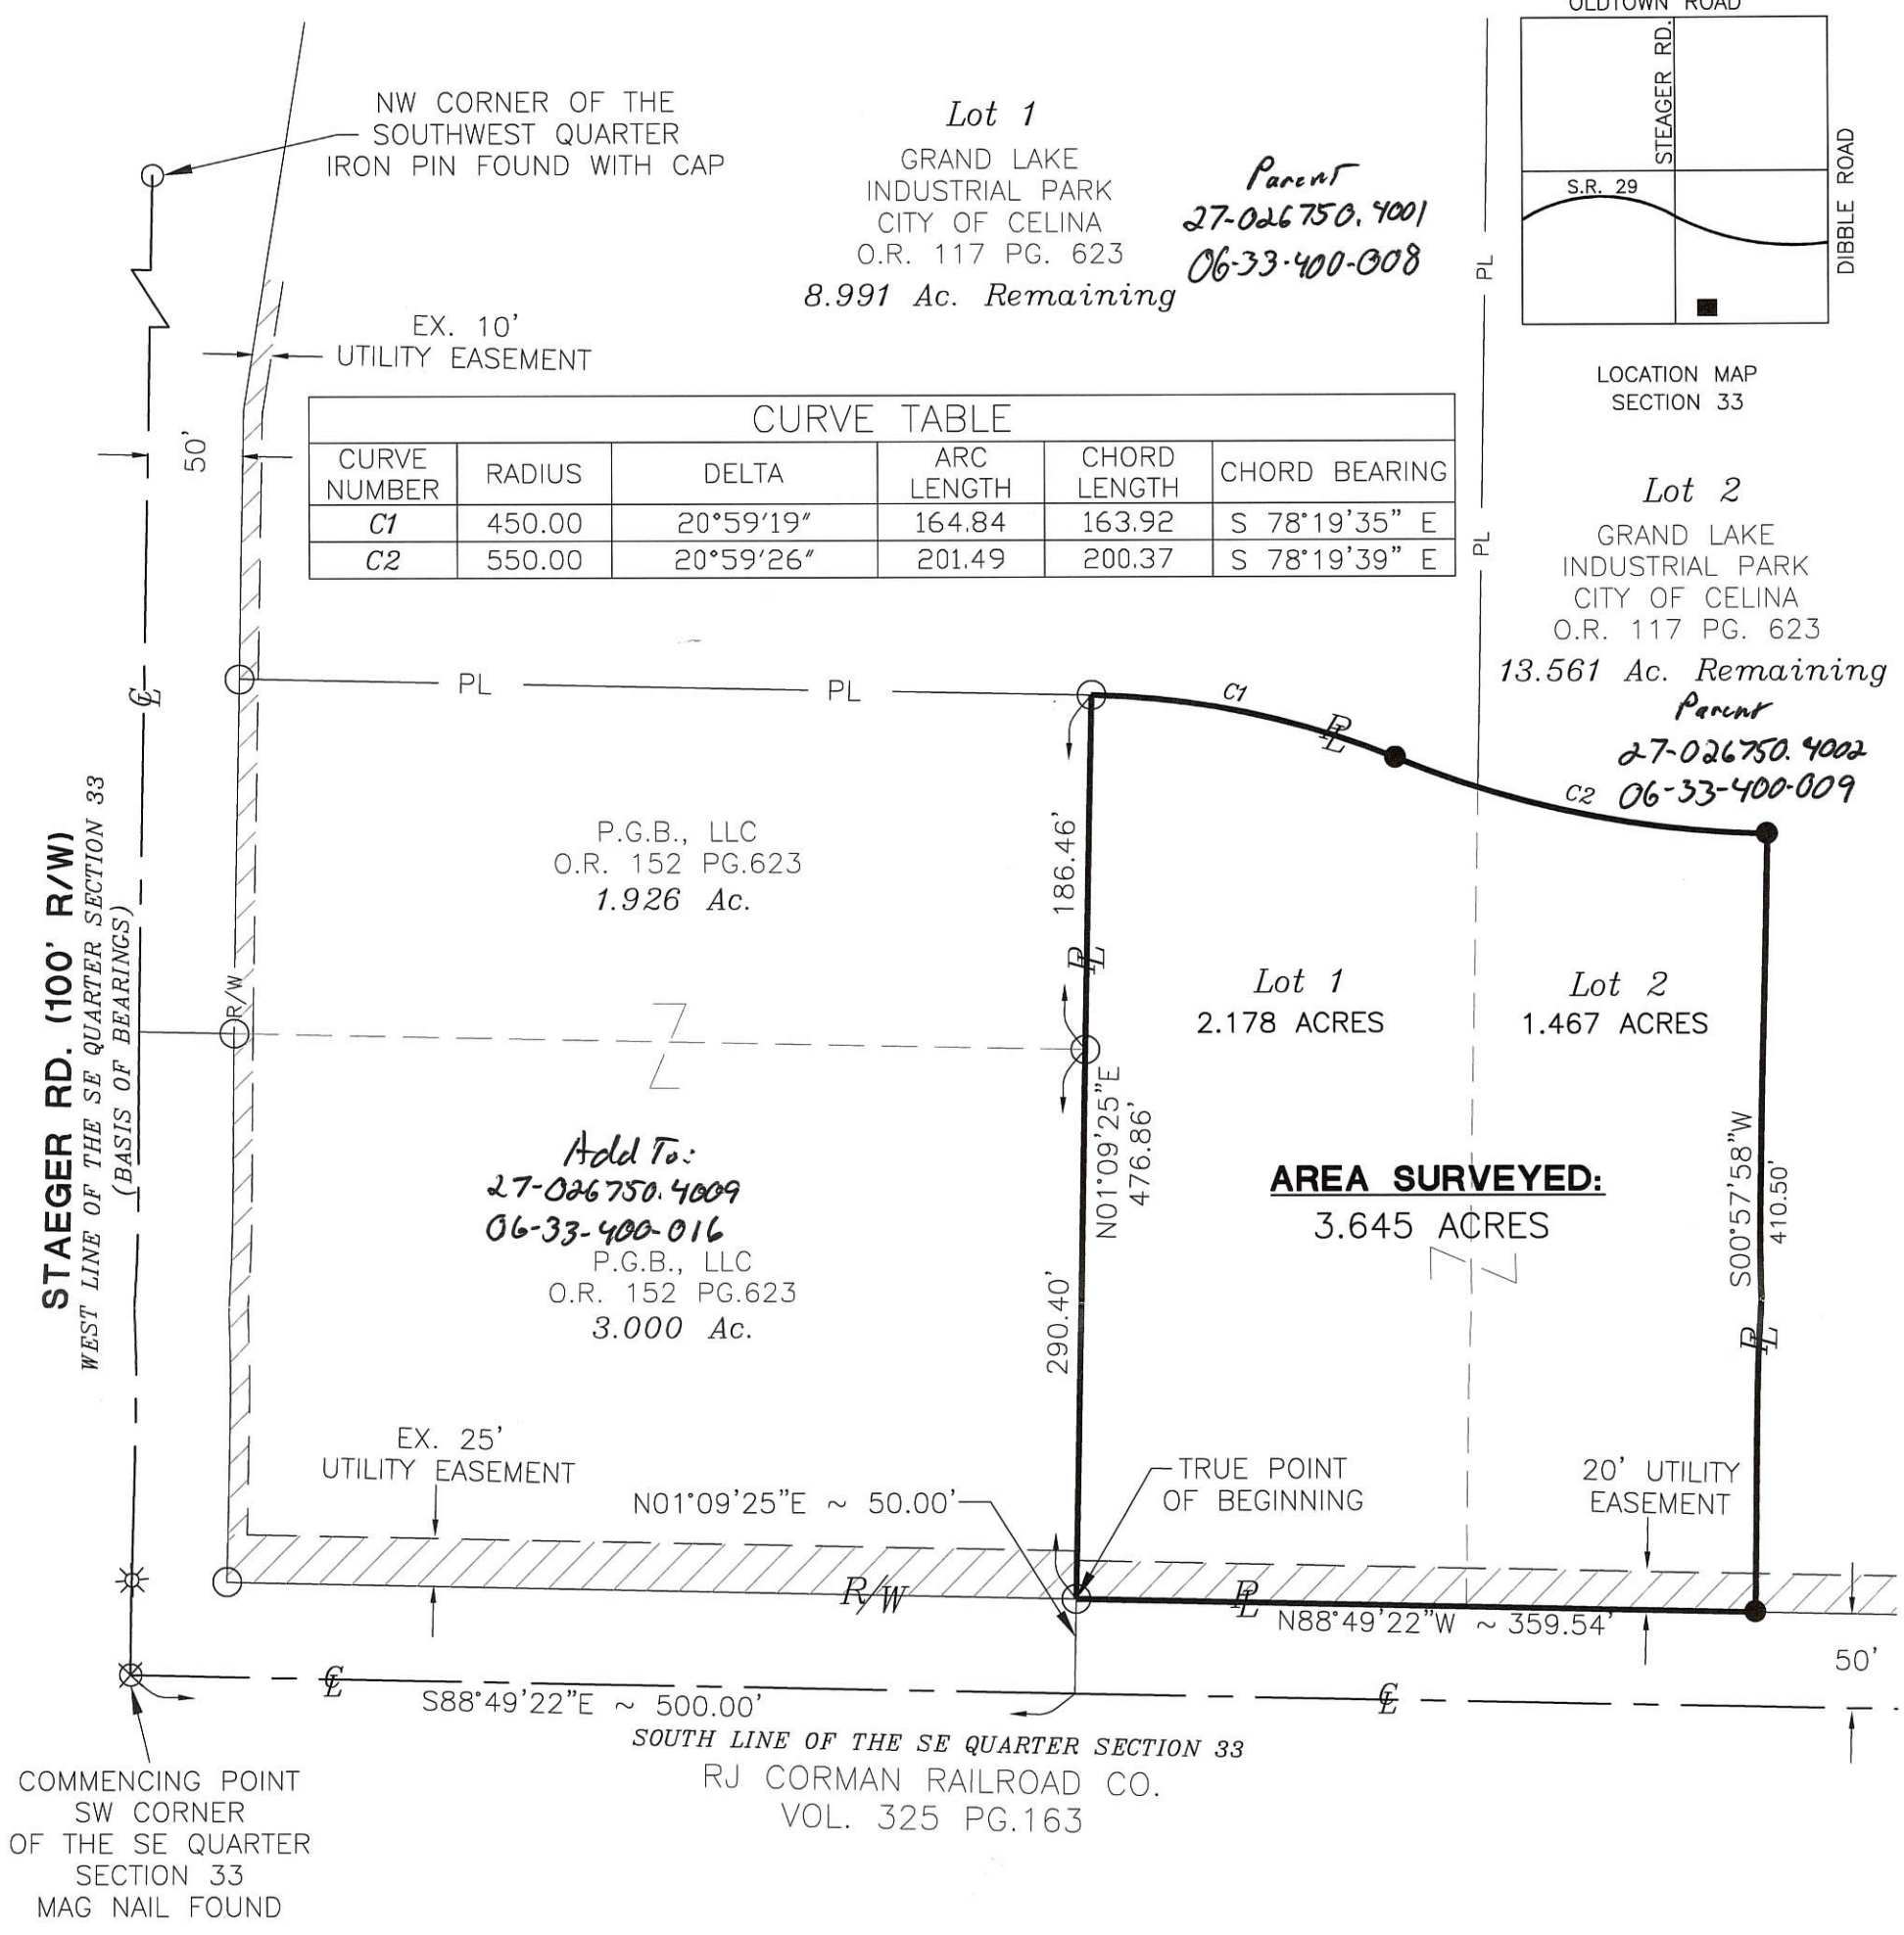 OLDTOWN ROAD
STEAGER RD.
S.R. 29
DIBBLE ROAD
LOCATION MAP
SECTION 33
NW CORNER OF THE
SOUTHWEST QUARTER
IRON PIN FOUND WITH CAP
Lot 1
GRAND LAKE
INDUSTRIAL PARK
CITY OF CELINA
O.R. 117 PG. 623
8.991 Ac. Remaining
Parent
27-026750.4001
06-33-400-008
PL
EX. 10'
UTILITY EASEMENT
50'
CURVE TABLE
CURVE NUMBER RADIUS DELTA ARC LENGTH CHORD LENGTH CHORD BEARING
C1 450.00 20°59'19" 164.84 163.92 S 78°19'35" E
C2 550.00 20°59'26" 201.49 200.37 S 78°19'39" E
PL
Lot 2
GRAND LAKE
INDUSTRIAL PARK
CITY OF CELINA
O.R. 117 PG. 623
13.561 Ac. Remaining
Parent
27-026750.4002
06-33-400-009
CL
PL
PL
C1
PL
C2
STAEGER RD. (100' R/W)
WEST LINE OF THE SE QUARTER SECTION 33
(BASIS OF BEARINGS)
R/W
P.G.B., LLC
O.R. 152 PG.623
1.926 Ac.
186.46'
PL
Lot 1
2.178 ACRES
Lot 2
1.467 ACRES
Add To:
27-026750.4009
06-33-400-016
P.G.B., LLC
O.R. 152 PG.623
3.000 Ac.
N01°09'25"E
476.86'
290.40'
AREA SURVEYED:
3.645 ACRES
S00°57'58"W
410.50'
PL
EX. 25'
UTILITY EASEMENT
N01°09'25"E ~ 50.00'
TRUE POINT
OF BEGINNING
20' UTILITY
EASEMENT
R/W
PL
N88°49'22"W ~ 359.54'
50'
CL
S88°49'22"E ~ 500.00'
CL
SOUTH LINE OF THE SE QUARTER SECTION 33
RJ CORMAN RAILROAD CO.
VOL. 325 PG.163
COMMENCING POINT
SW CORNER
OF THE SE QUARTER
SECTION 33
MAG NAIL FOUND